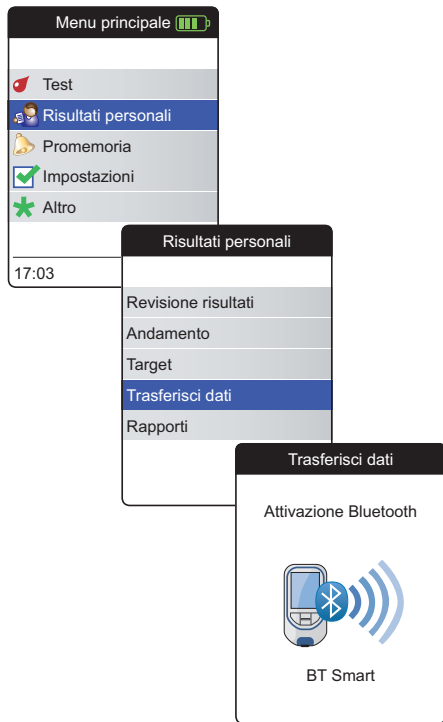 Menu principale
Test
Risultati personali
Promemoria
Impostazioni
Altro
17:03
Risultati personali
Revisione risultati
Andamento
Target
Trasferisci dati
Rapporti
Trasferisci dati
Attivazione Bluetooth
BT Smart